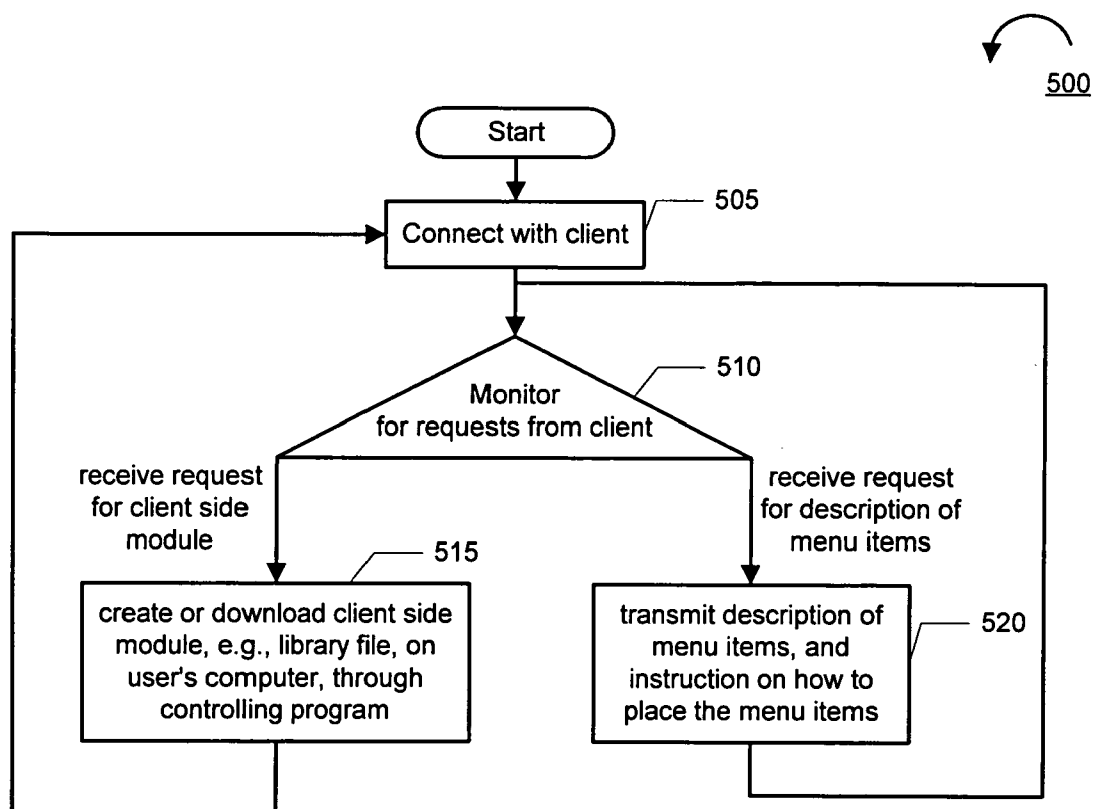 500
Start
505
Connect with client
510
Monitor
for requests from client
receive request
for client side
module
receive request
for description of
menu items
515
create or download client side
module, e.g., library file, on
user's computer, through
controlling program
520
transmit description of
menu items, and
instruction on how to
place the menu items